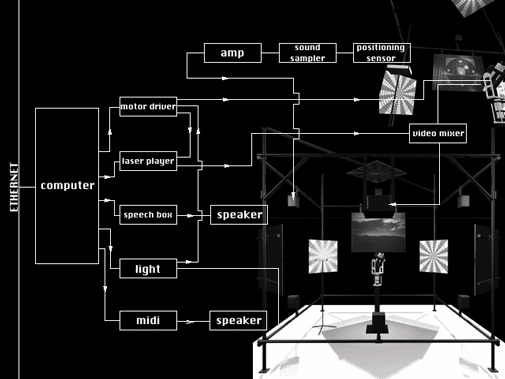 amp
sound
sampler
positioning
sensor
motor driver
video mixer
laser player
ETHERNET
computer
speech box
speaker
light
midi
speaker